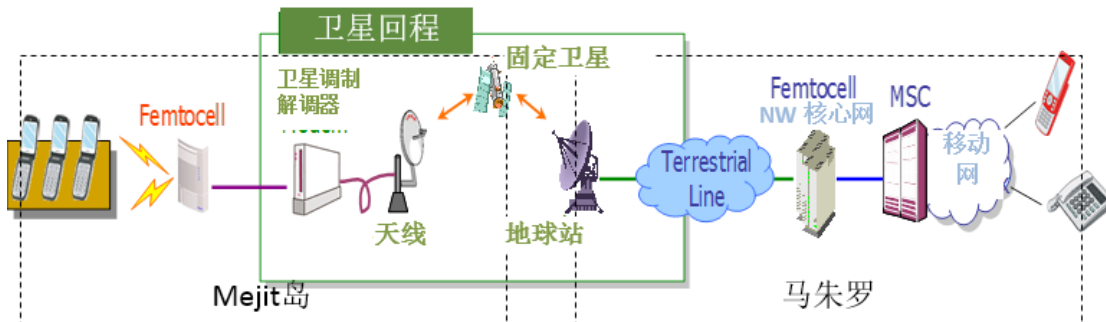 卫星回程
固定卫星
卫星调制
解调器
Femtocell
Femtocell
NW 核心网
MSC
移动
网
Terrestrial
Line
天线
地球站
Mejit岛
马朱罗